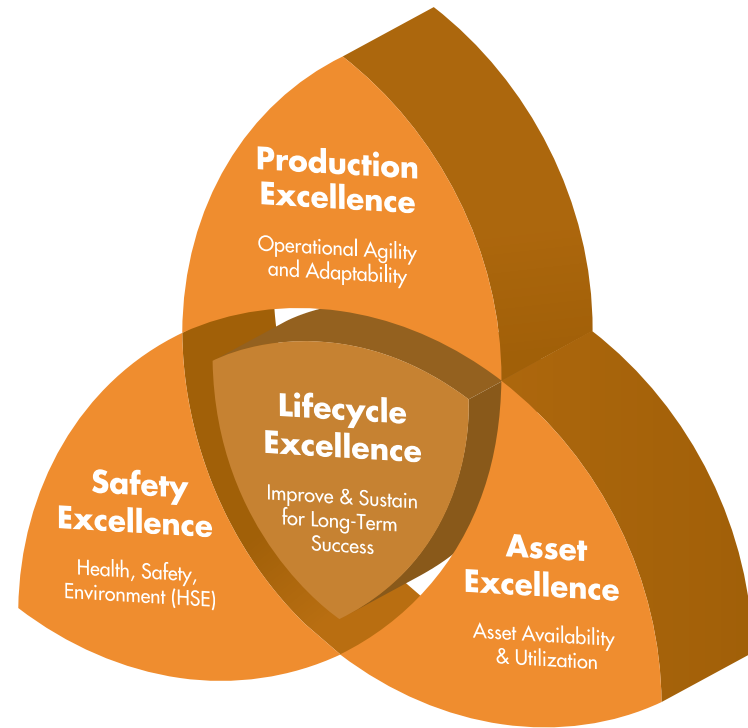 Production
Excellence
Operational Agility
and Adaptability
Lifecycle
Excellence
Improve & Sustain
for Long-Term
Success
Safety
Excellence
Health, Safety,
Environment (HSE)
Asset
Excellence
Asset Availability
& Utilization